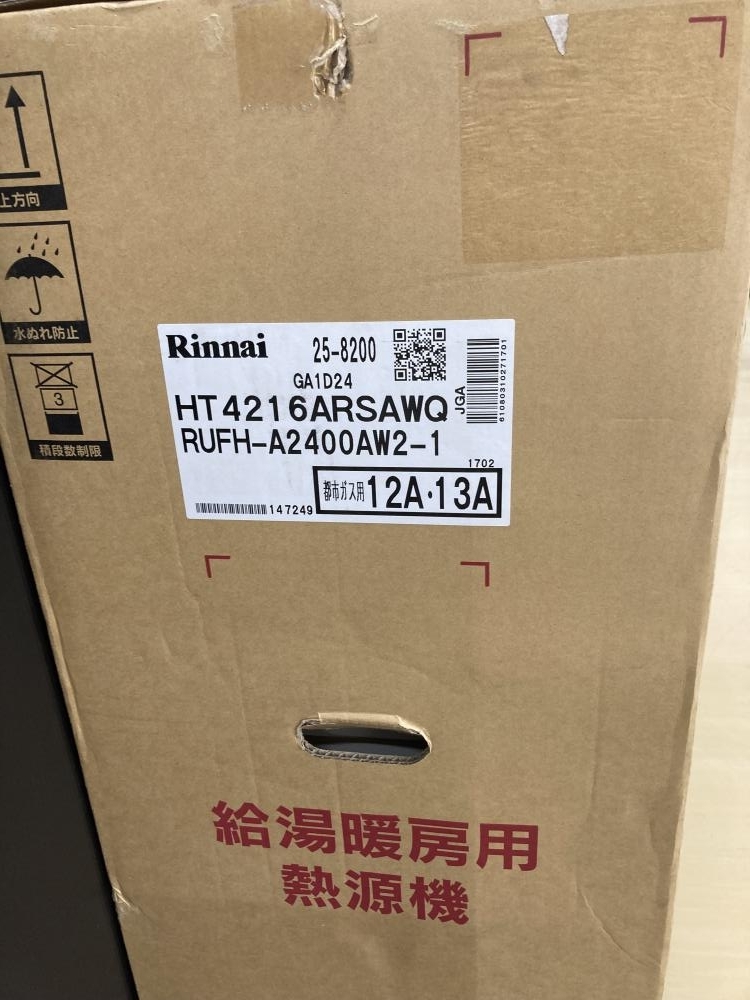 上方向
水ぬれ防止
3
積段数制限
Rinnai 25-8200
GA1D24
HT4216ARSAWQ
RUFH-A2400AW2-1
JGA
61080310271701
1702
都市ガス用 12A・13A
147249
給湯暖房用
熱源機